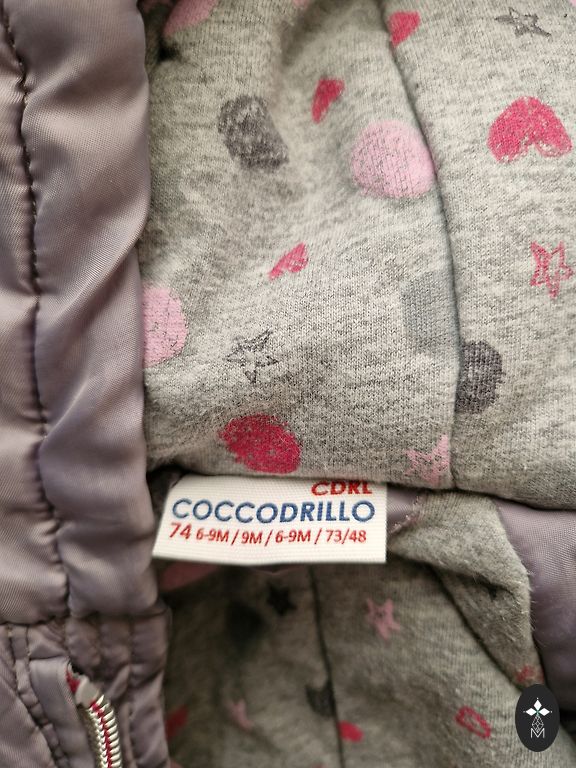 CDRL
COCCODRILLO
74 6-9M / 9M / 6-9M / 73/48
M